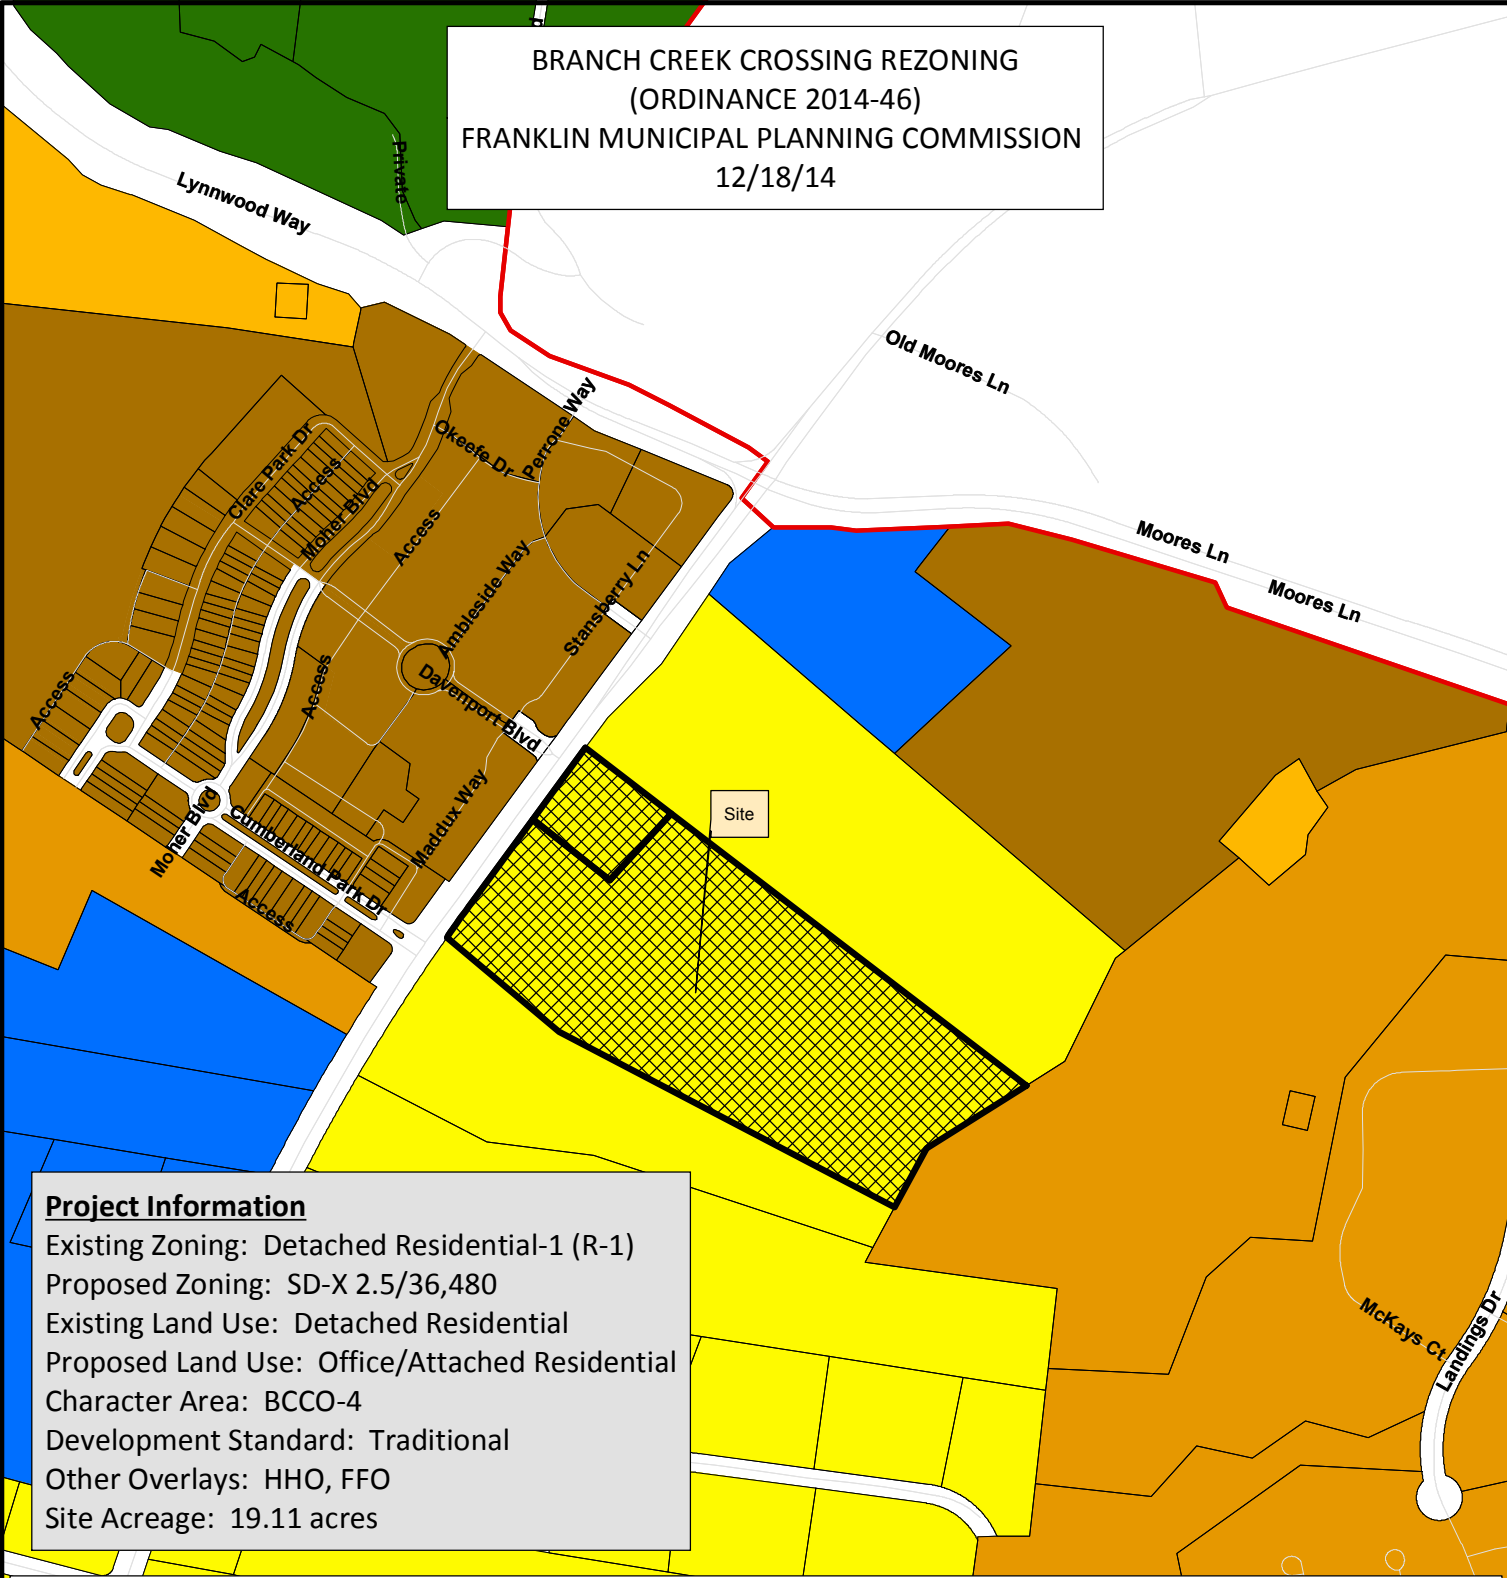 BRANCH CREEK CROSSING REZONING
(ORDINANCE 2014-46)
FRANKLIN MUNICIPAL PLANNING COMMISSION
12/18/14
Private
Lynnwood Way
Old Moores Ln
Perrone Way
Okeefe Dr
Clare Park Dr
Access
Moher Blvd
Access
Moores Ln
Moores Ln
Ambleside Way
Stansberry Ln
Access
Access
Davenport Blvd
Maddux Way
Site
Moher Blvd
Cumberland Park Dr
Access
McKays Ct
Landings Dr
Project Information
Existing Zoning: Detached Residential-1 (R-1)
Proposed Zoning: SD-X 2.5/36,480
Existing Land Use: Detached Residential
Proposed Land Use: Office/Attached Residential
Character Area: BCCO-4
Development Standard: Traditional
Other Overlays: HHO, FFO
Site Acreage: 19.11 acres